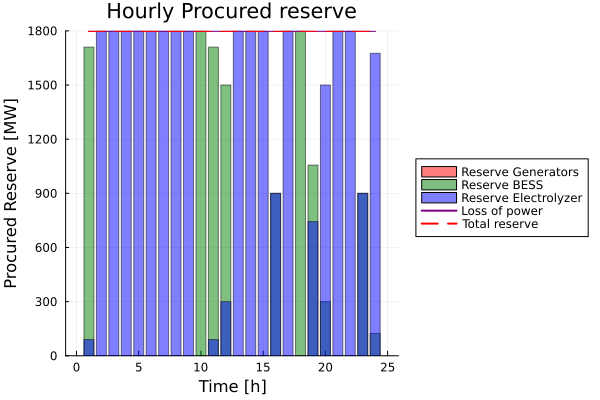 Hourly Procured reserve
Procured Reserve [MW]
1800
1500
1200
900
600
300
0
0 5 10 15 20 25
Time [h]
Reserve Generators
Reserve BESS
Reserve Electrolyzer
Loss of power
Total reserve